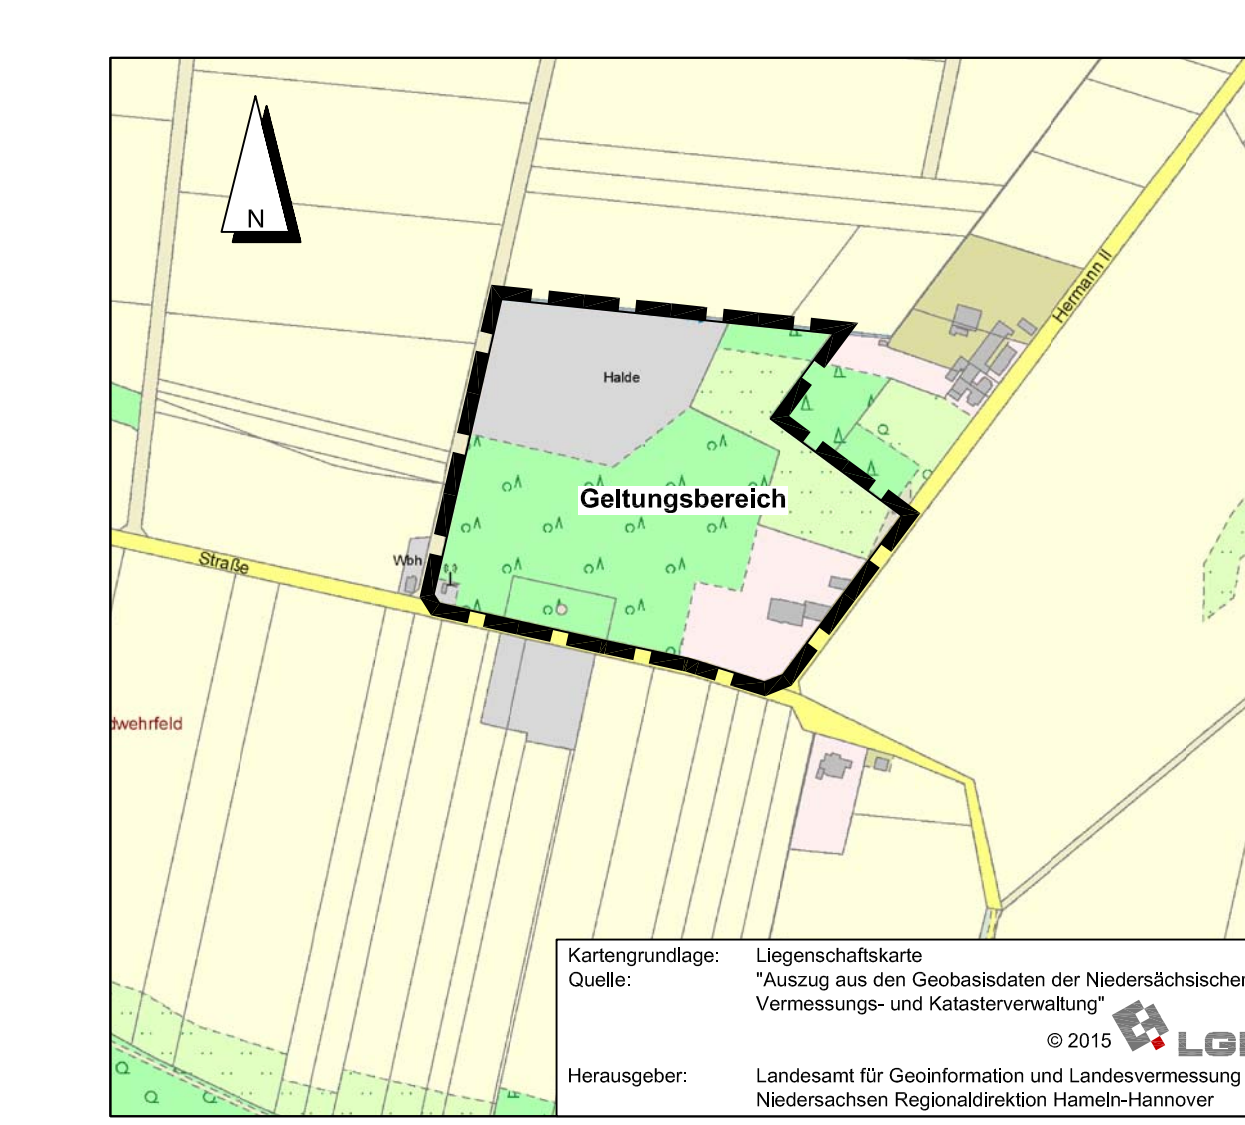 N
Hermann II
Halde
Geltungsbereich
Wbh
Straße
dwehrfeld
Kartengrundlage: Liegenschaftskarte
Quelle: "Auszug aus den Geobasisdaten der Niedersächsischen
Vermessungs- und Katasterverwaltung"
© 2015 LGL
Herausgeber: Landesamt für Geoinformation und Landesvermessung
Niedersachsen Regionaldirektion Hameln-Hannover